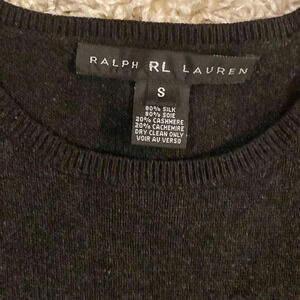 RALPH RL LAUREN
S
80% SILK
80% SOIE
20% CASHMERE
20% CACHEMIRE
DRY CLEAN ONLY
VOIR AU VERSO